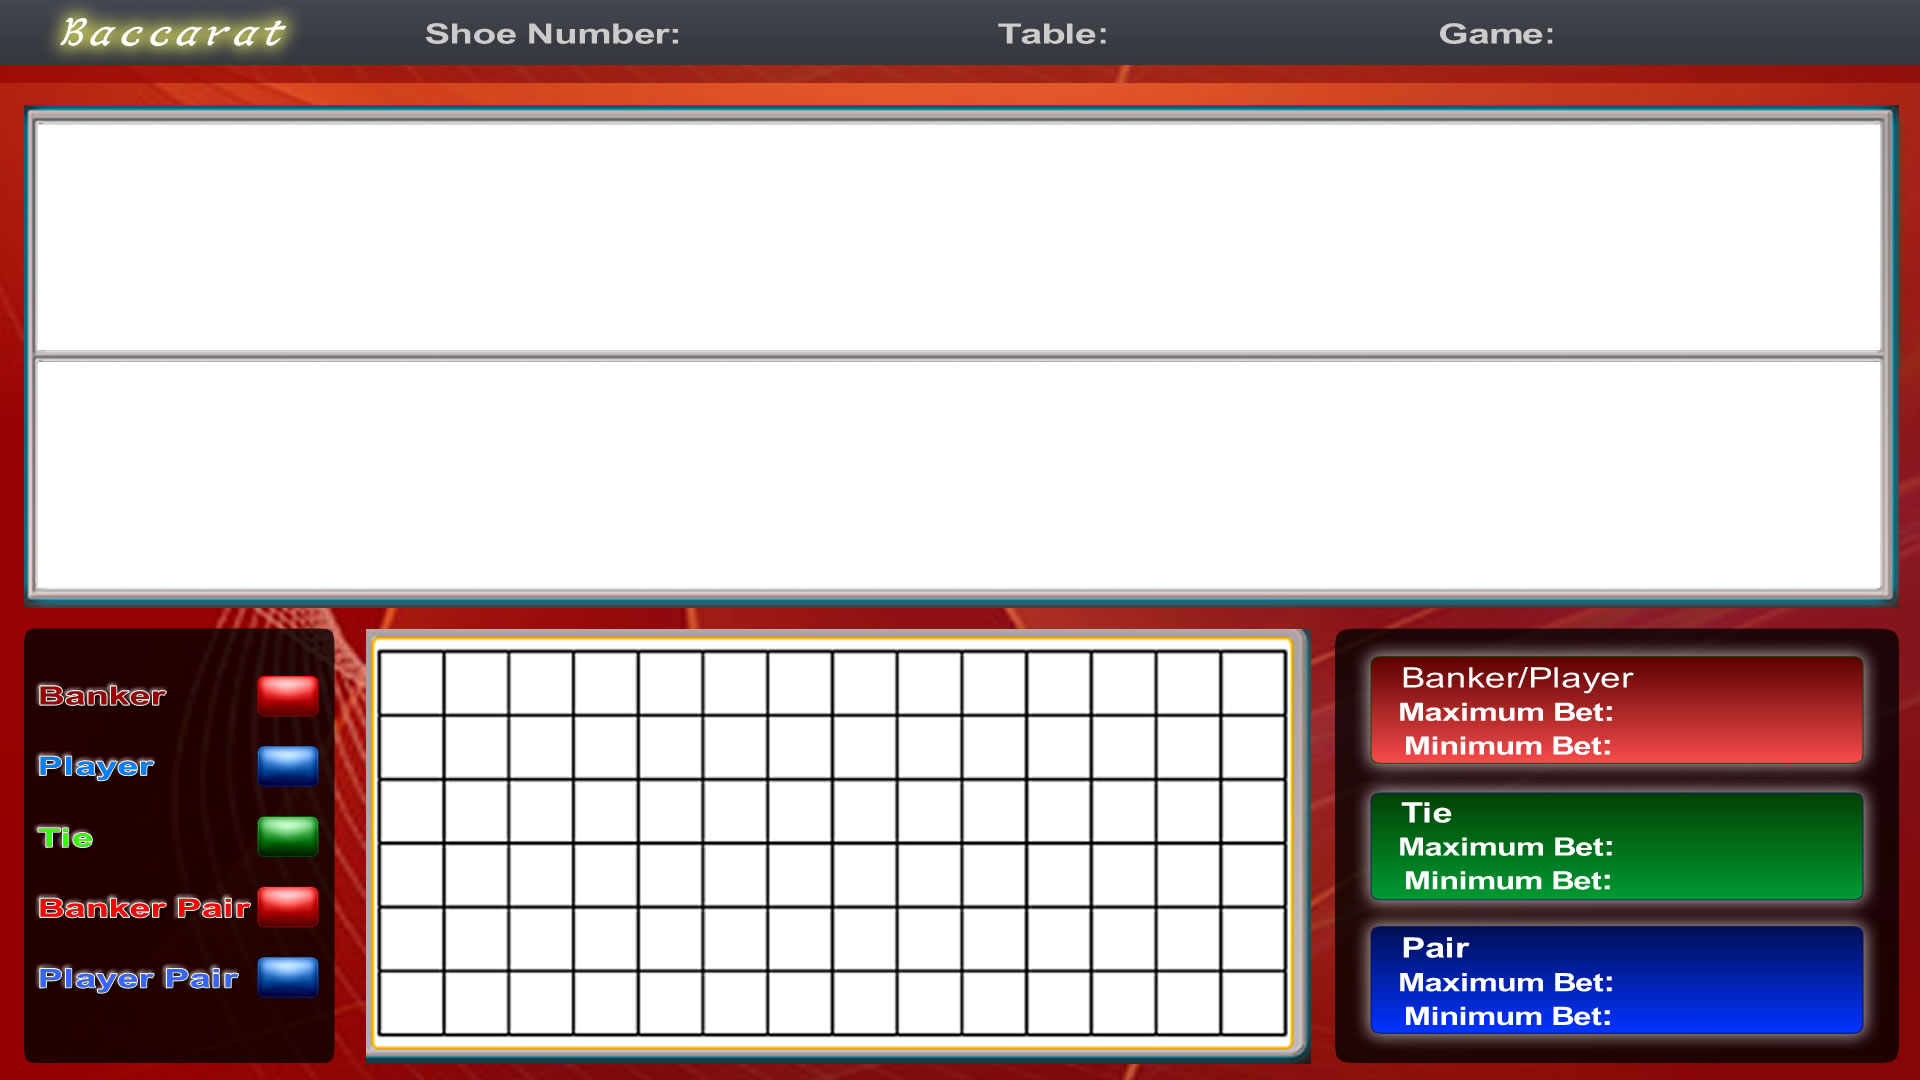 Baccarat Shoe Number: Table: Game:
Banker
Player
Tie
Banker Pair
Player Pair
Banker/Player
Maximum Bet:
Minimum Bet:
Tie
Maximum Bet:
Minimum Bet:
Pair
Maximum Bet:
Minimum Bet: